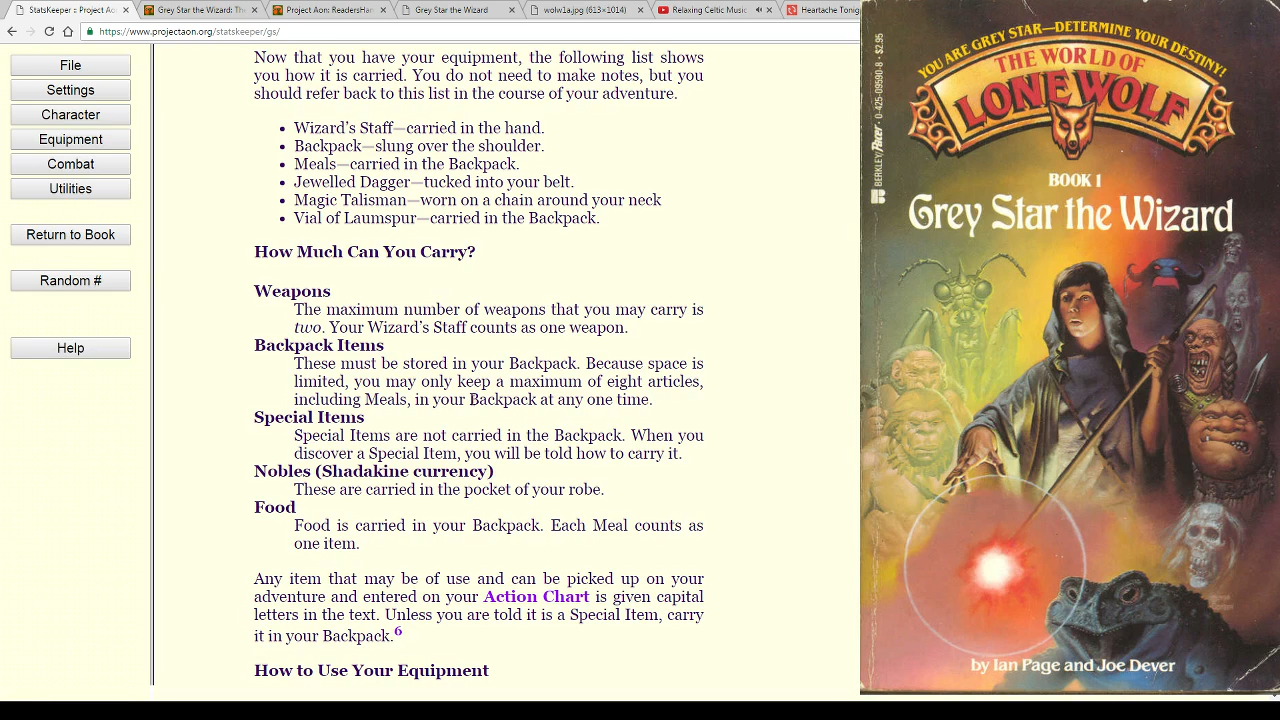 StatsKeeper :: Project Ao
Grey Star the Wizard: Th
Project Aon: ReadersHan
Grey Star the Wizard
wolw1a.jpg (613×1014)
Relaxing Celtic Music
Heartache Tonig
https://www.projectaon.org/statskeeper/gs/
File
Settings
Character
Equipment
Combat
Utilities
Return to Book
Random #
Help
Now that you have your equipment, the following list shows
you how it is carried. You do not need to make notes, but you
should refer back to this list in the course of your adventure.
• Wizard’s Staff—carried in the hand.
• Backpack—slung over the shoulder.
• Meals—carried in the Backpack.
• Jewelled Dagger—tucked into your belt.
• Magic Talisman—worn on a chain around your neck
• Vial of Laumspur—carried in the Backpack.
How Much Can You Carry?
Weapons
The maximum number of weapons that you may carry is
two. Your Wizard’s Staff counts as one weapon.
Backpack Items
These must be stored in your Backpack. Because space is
limited, you may only keep a maximum of eight articles,
including Meals, in your Backpack at any one time.
Special Items
Special Items are not carried in the Backpack. When you
discover a Special Item, you will be told how to carry it.
Nobles (Shadakine currency)
These are carried in the pocket of your robe.
Food
Food is carried in your Backpack. Each Meal counts as
one item.
Any item that may be of use and can be picked up on your
adventure and entered on your Action Chart is given capital
letters in the text. Unless you are told it is a Special Item, carry
it in your Backpack.6
How to Use Your Equipment
YOU ARE GREY STAR—DETERMINE YOUR DESTINY!
THE WORLD OF
LONE WOLF
BOOK 1
Grey Star the Wizard
by Ian Page and Joe Dever
BERKLEY/Pacer • 0-425-09590-8 • $2.95